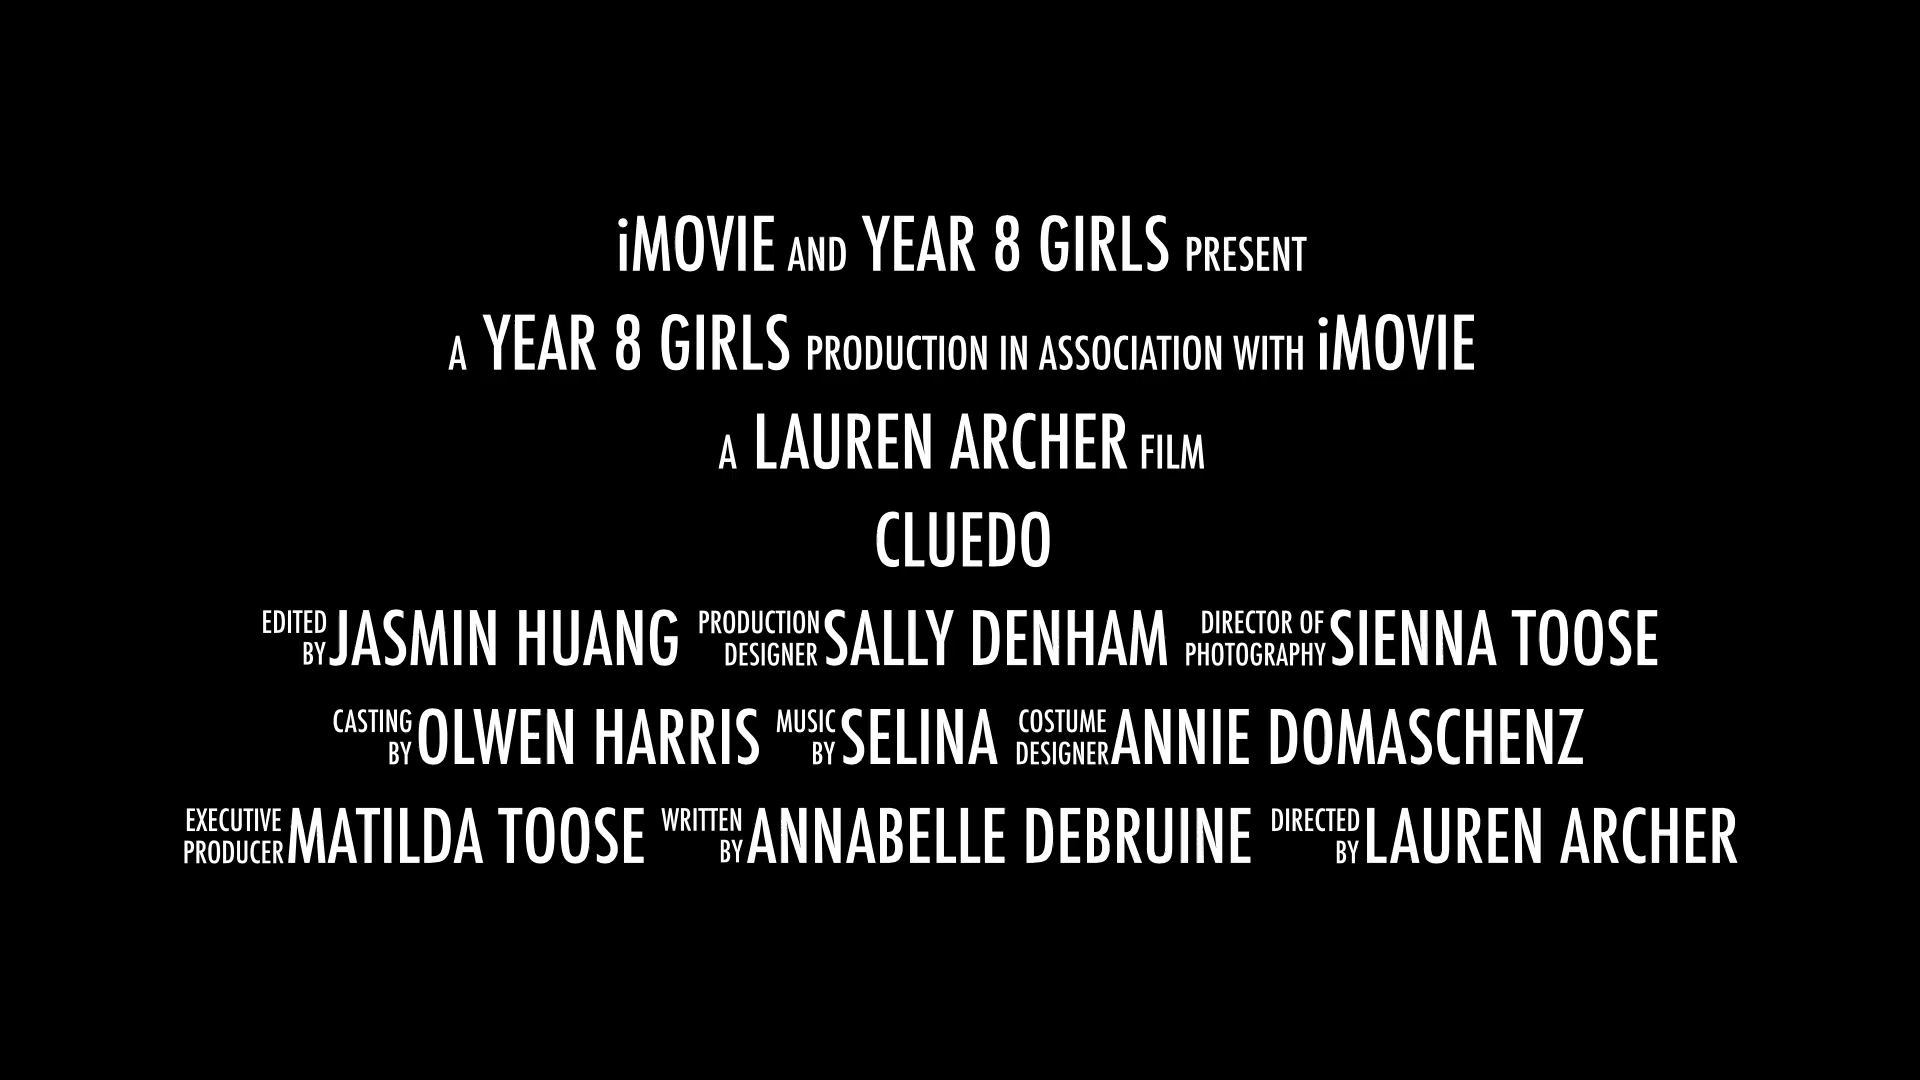 iMOVIE AND YEAR 8 GIRLS PRESENT
A YEAR 8 GIRLS PRODUCTION IN ASSOCIATION WITH iMOVIE
A LAUREN ARCHER FILM
CLUEDO
EDITED BY JASMIN HUANG PRODUCTION DESIGNER SALLY DENHAM DIRECTOR OF PHOTOGRAPHY SIENNA TOOSE
CASTING BY OLWEN HARRIS MUSIC BY SELINA COSTUME DESIGNER ANNIE DOMASCHENZ
EXECUTIVE PRODUCER MATILDA TOOSE WRITTEN BY ANNABELLE DEBRUINE DIRECTED BY LAUREN ARCHER